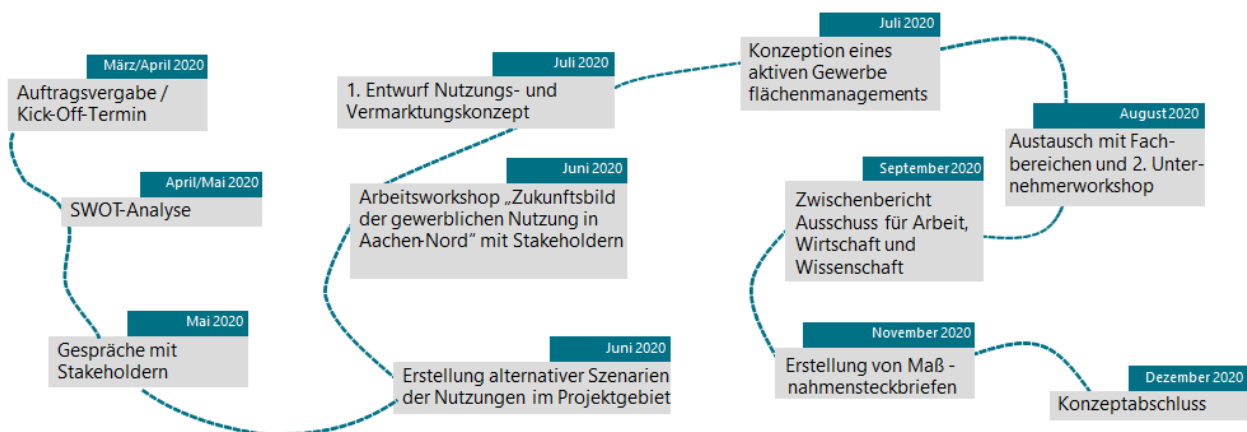 März/April 2020
Auftragsvergabe /
Kick-Off-Termin
April/Mai 2020
SWOT-Analyse
Mai 2020
Gespräche mit
Stakeholdern
Juni 2020
Erstellung alternativer Szenarien
der Nutzungen im Projektgebiet
Juni 2020
Arbeitsworkshop „Zukunftsbild
der gewerblichen Nutzung in
Aachen-Nord“ mit Stakeholdern
Juli 2020
1. Entwurf Nutzungs- und
Vermarktungskonzept
Juli 2020
Konzeption eines
aktiven Gewerbe
flächenmanagements
August 2020
Austausch mit Fach-
bereichen und 2. Unter-
nehmerworkshop
September 2020
Zwischenbericht
Ausschuss für Arbeit,
Wirtschaft und
Wissenschaft
November 2020
Erstellung von Maß -
nahmensteckbriefen
Dezember 2020
Konzeptabschluss